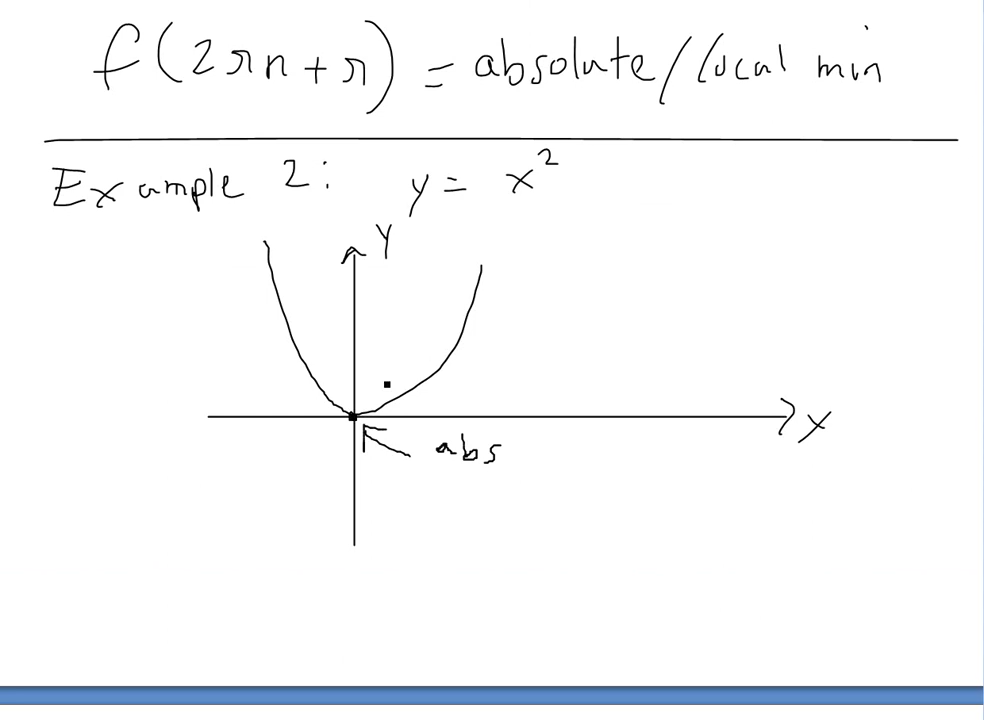 f(2πn+π) = absolute/local min
Example 2: y = x²
Y
X
abs